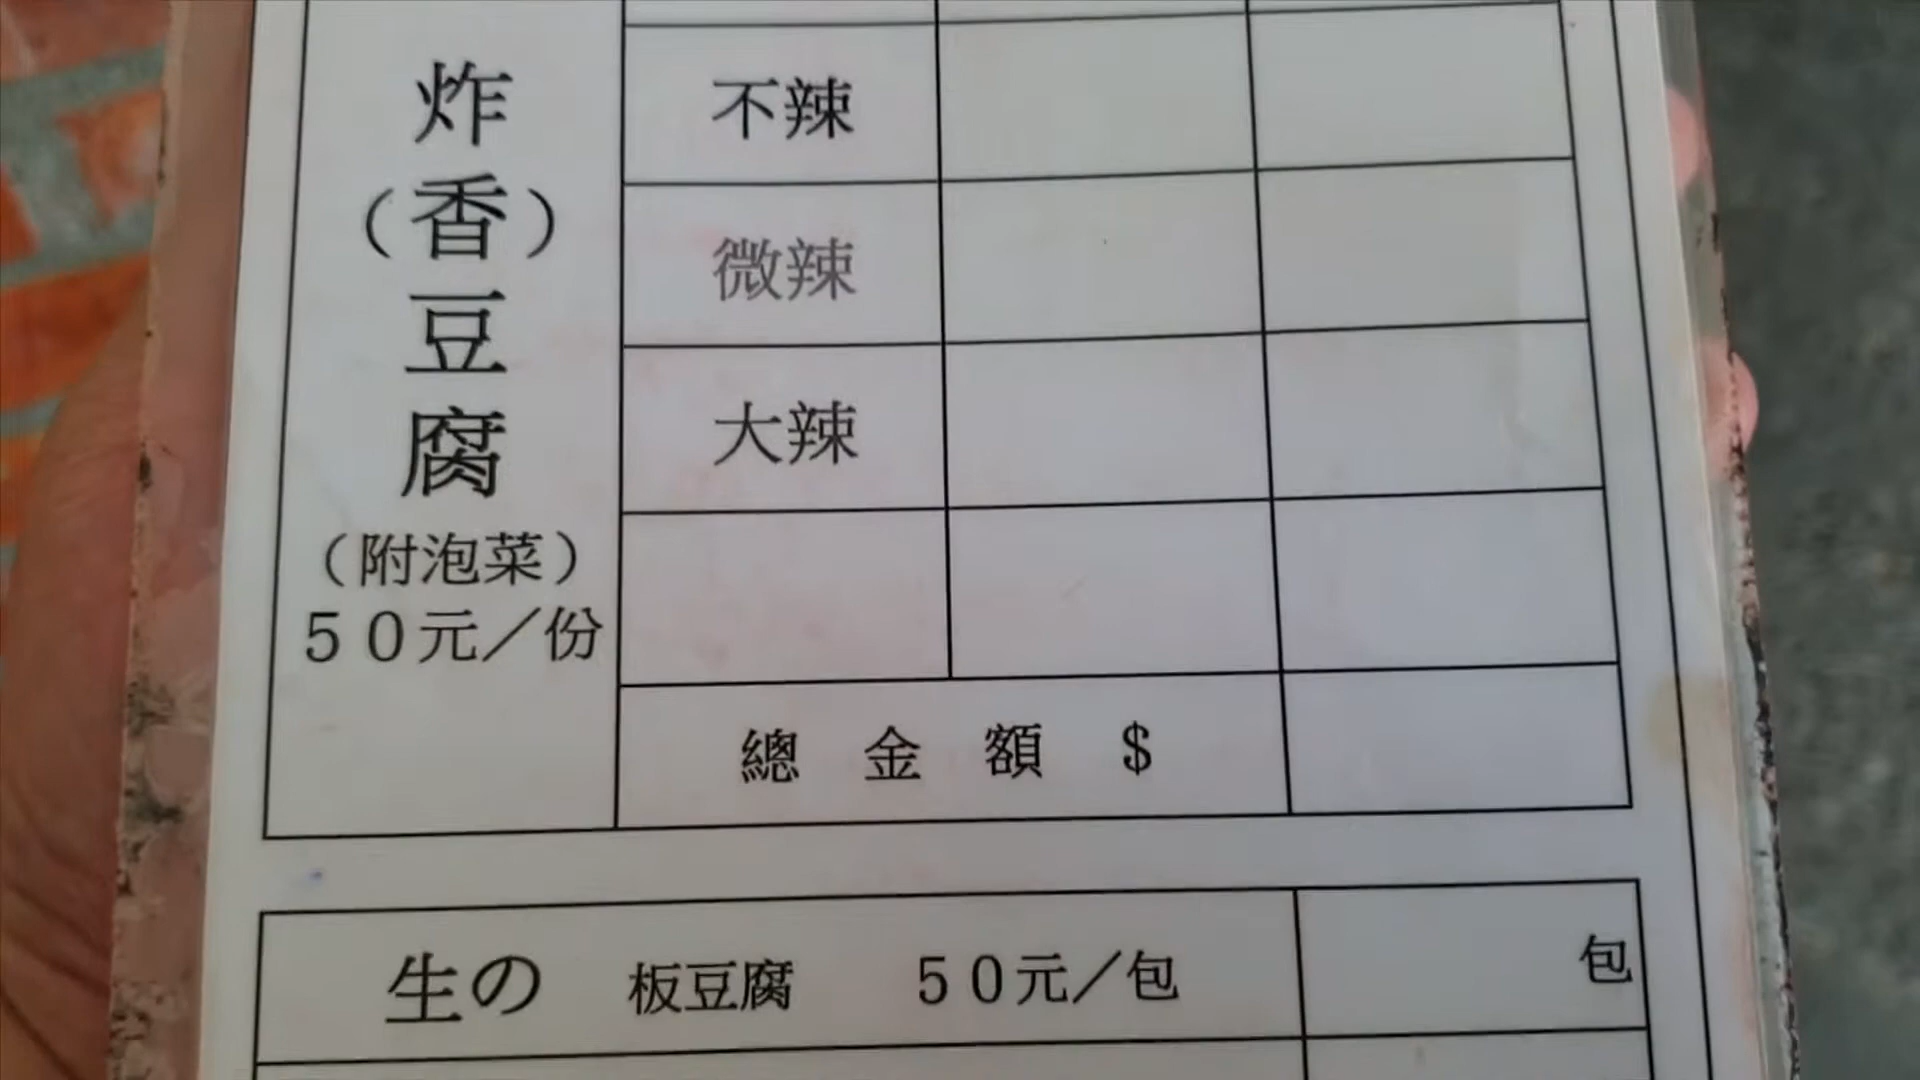 炸
（香）
豆
腐
（附泡菜）
５０元／份
不辣
微辣
大辣
總 金 額 $
生の 板豆腐 ５０元／包
包